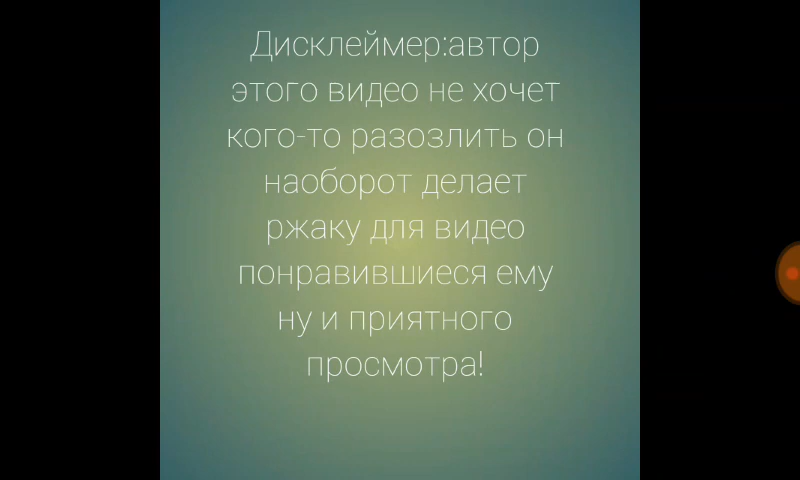 Дисклеймер:автор
этого видео не хочет
кого-то разозлить он
наоборот делает
ржаку для видео
понравившиеся ему
ну и приятного
просмотра!